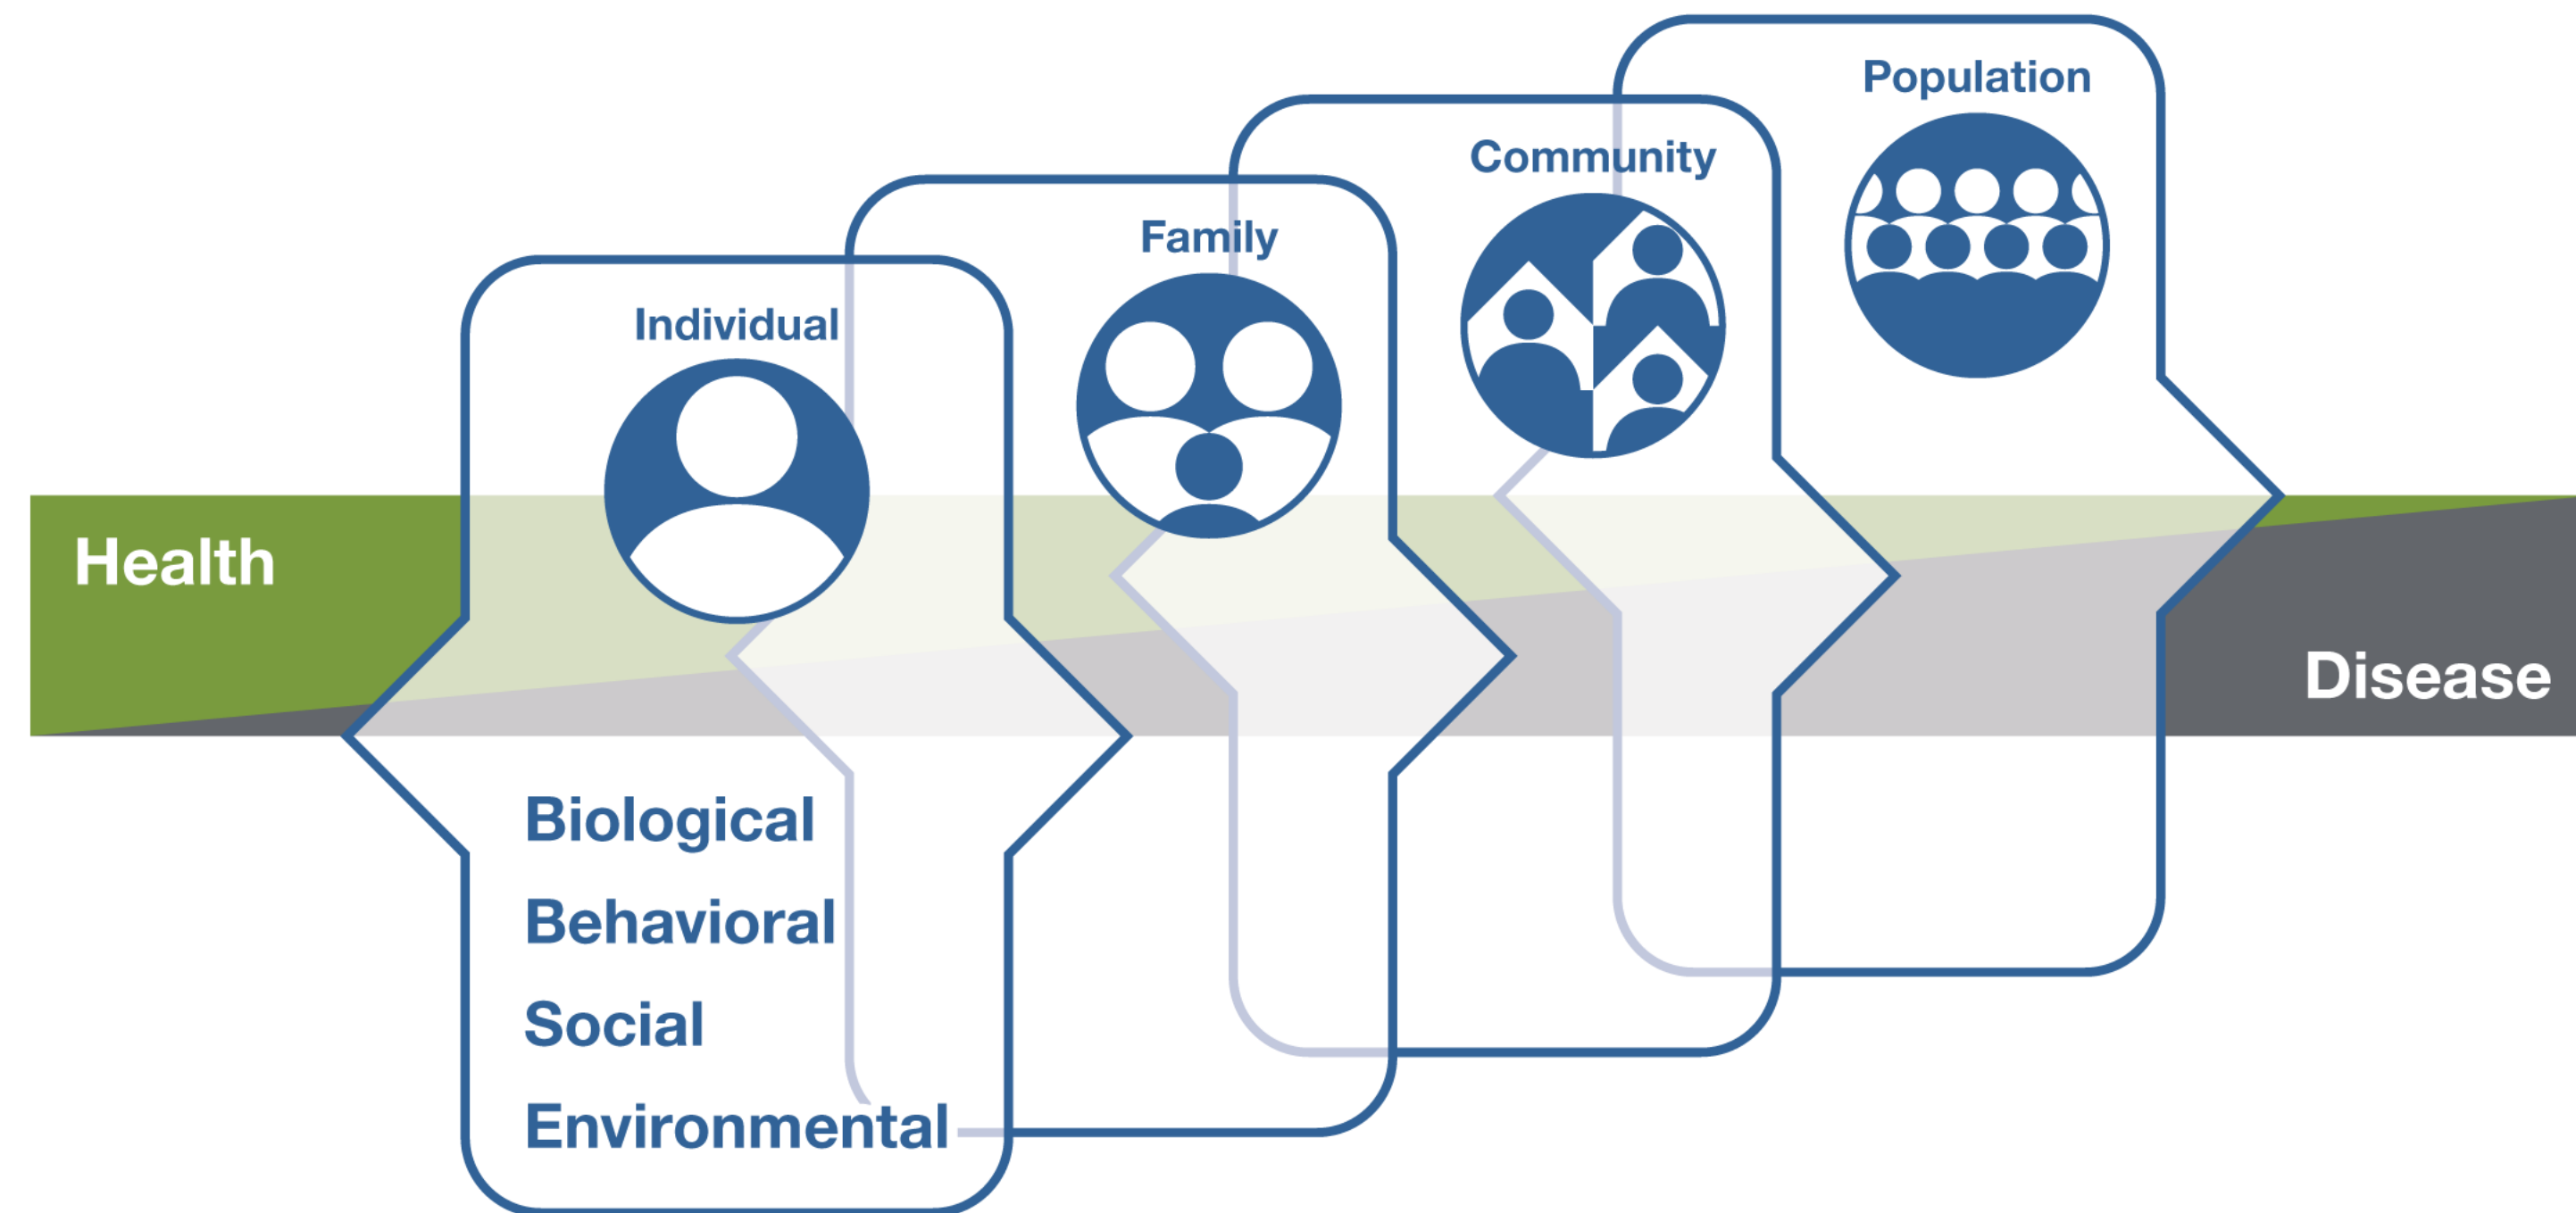 Population
Community
Family
Individual
Health
Disease
Biological
Behavioral
Social
Environmental